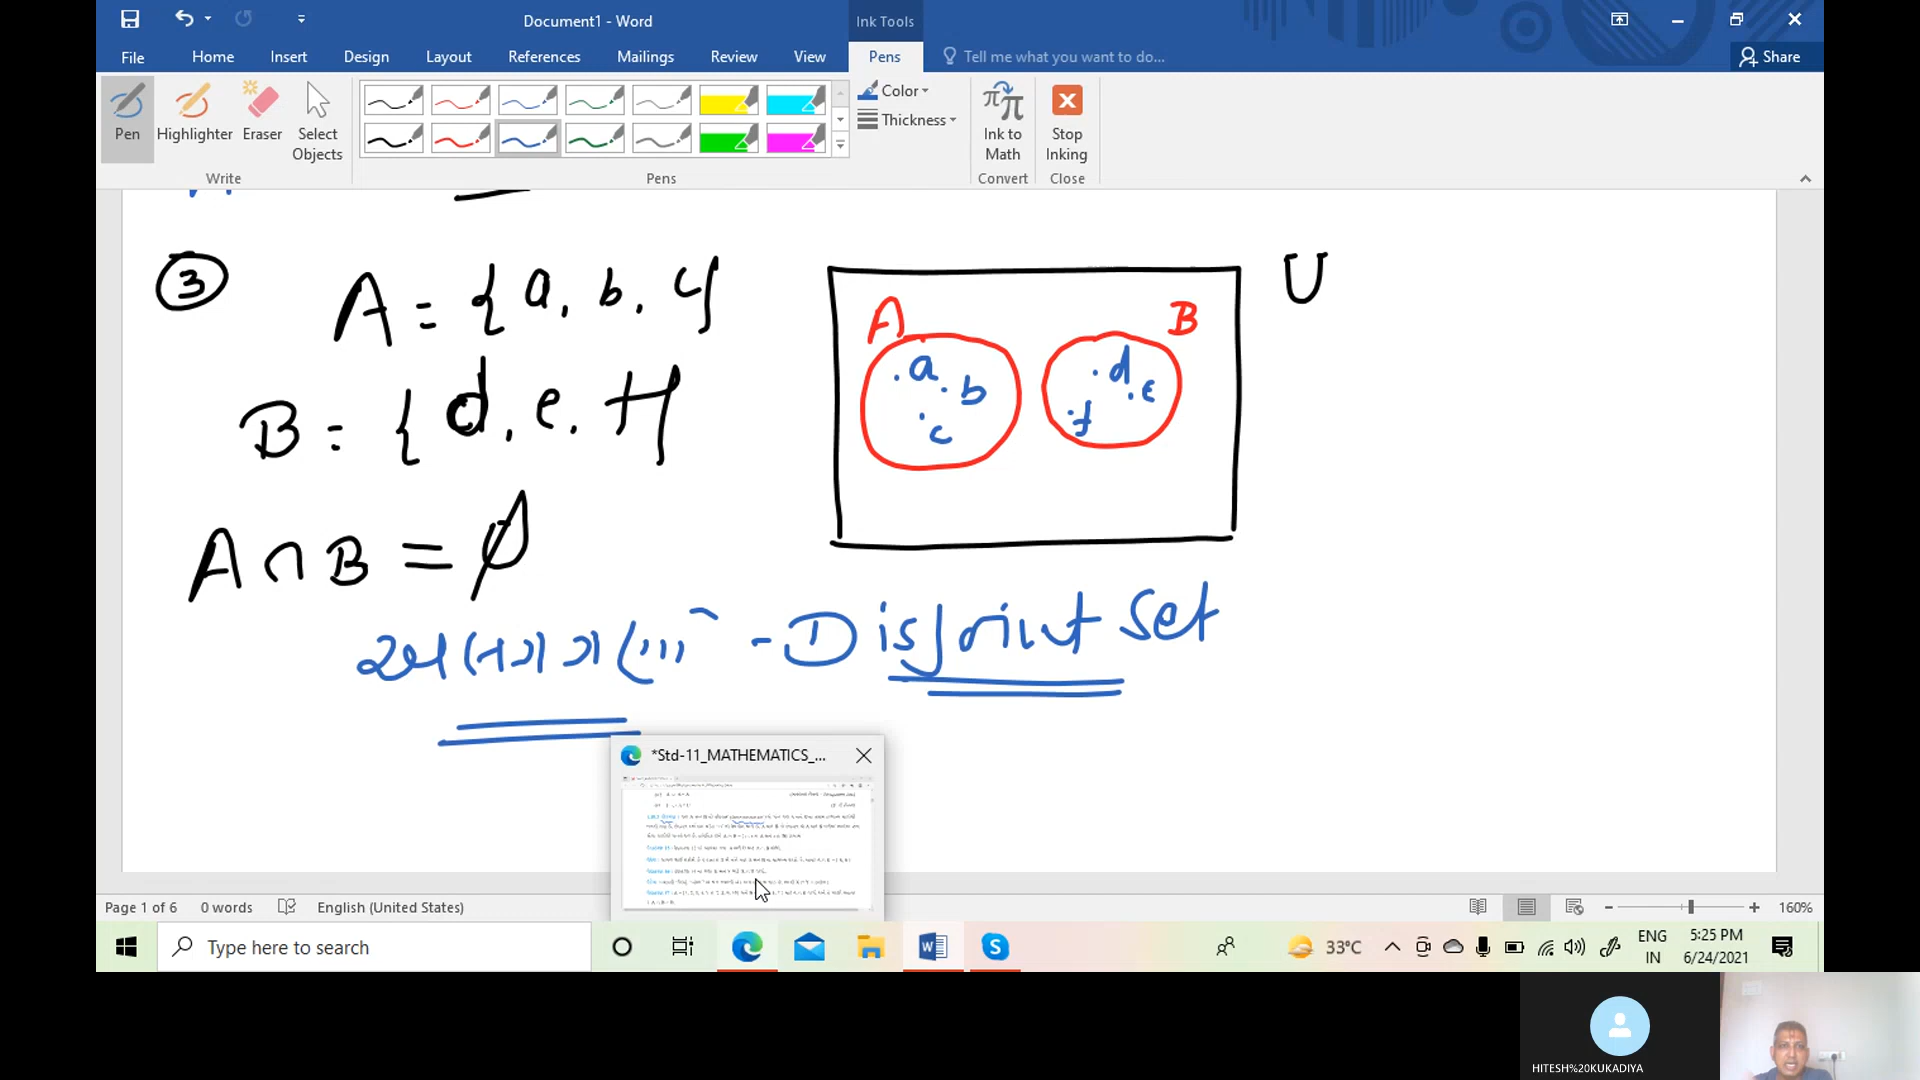 Document1 - Word
Ink Tools
File Home Insert Design Layout References Mailings Review View Pens Tell me what you want to do... Share
Pen Highlighter Eraser Select Objects
Color
Thickness
Ink to Math
Stop Inking
Write Pens Convert Close
3 A = {a, b, c}
U
A B
a b c
d e f
B = {d, e, f}
A ∩ B = ∅
- Disjoint Set
*Std-11_MATHEMATICS_...
Page 1 of 6 0 words English (United States) 160%
Type here to search
33°C
ENG
IN
5:25 PM
6/24/2021
HITESH%20KUKADIYA